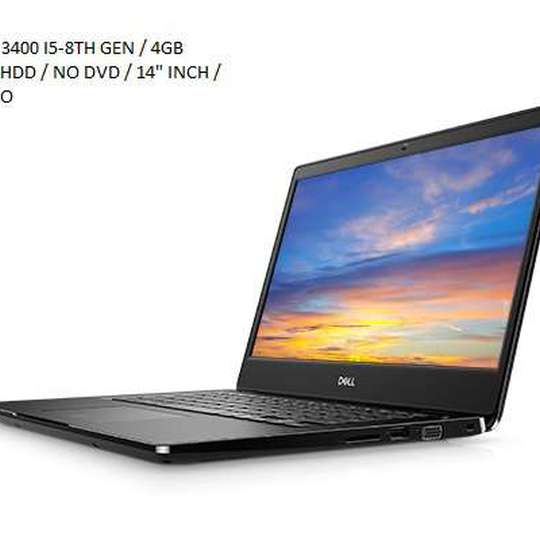 3400 I5-8TH GEN / 4GB
HDD / NO DVD / 14" INCH /
O
DELL